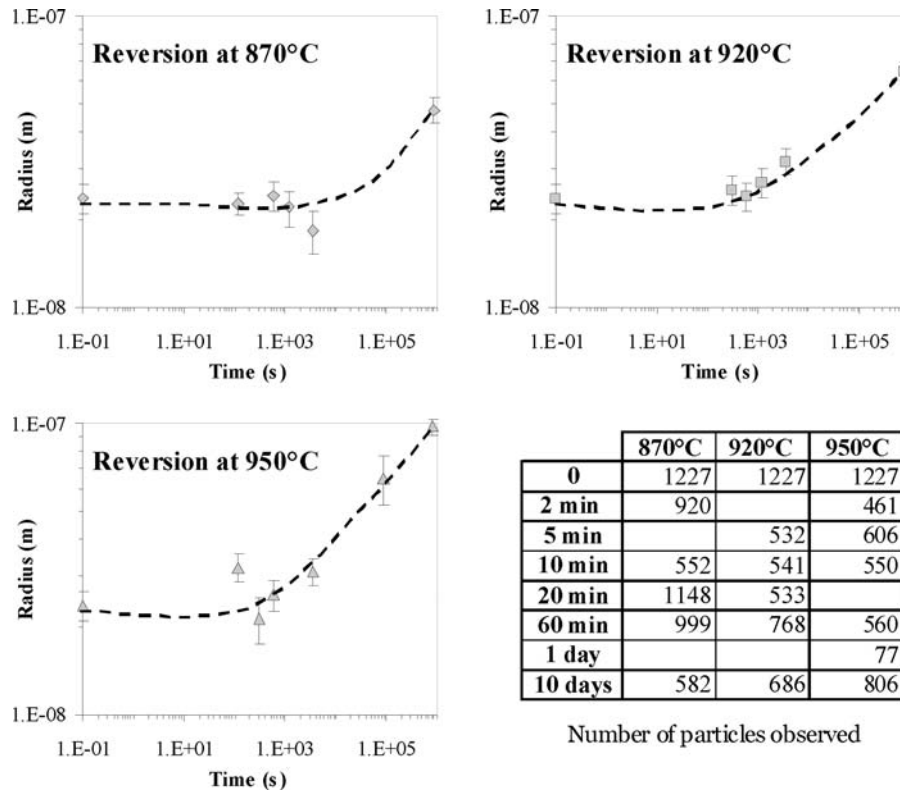 1.E-07
Reversion at 870°C
Radius (m)
1.E-08
1.E-01 1.E+01 1.E+03 1.E+05
Time (s)
1.E-07
Reversion at 920°C
Radius (m)
1.E-08
1.E-01 1.E+01 1.E+03 1.E+05
Time (s)
1.E-07
Reversion at 950°C
Radius (m)
1.E-08
1.E-01 1.E+01 1.E+03 1.E+05
Time (s)
870°C 920°C 950°C
0 1227 1227 1227
2 min 920 461
5 min 532 606
10 min 552 541 550
20 min 1148 533
60 min 999 768 560
1 day 77
10 days 582 686 806
Number of particles observed